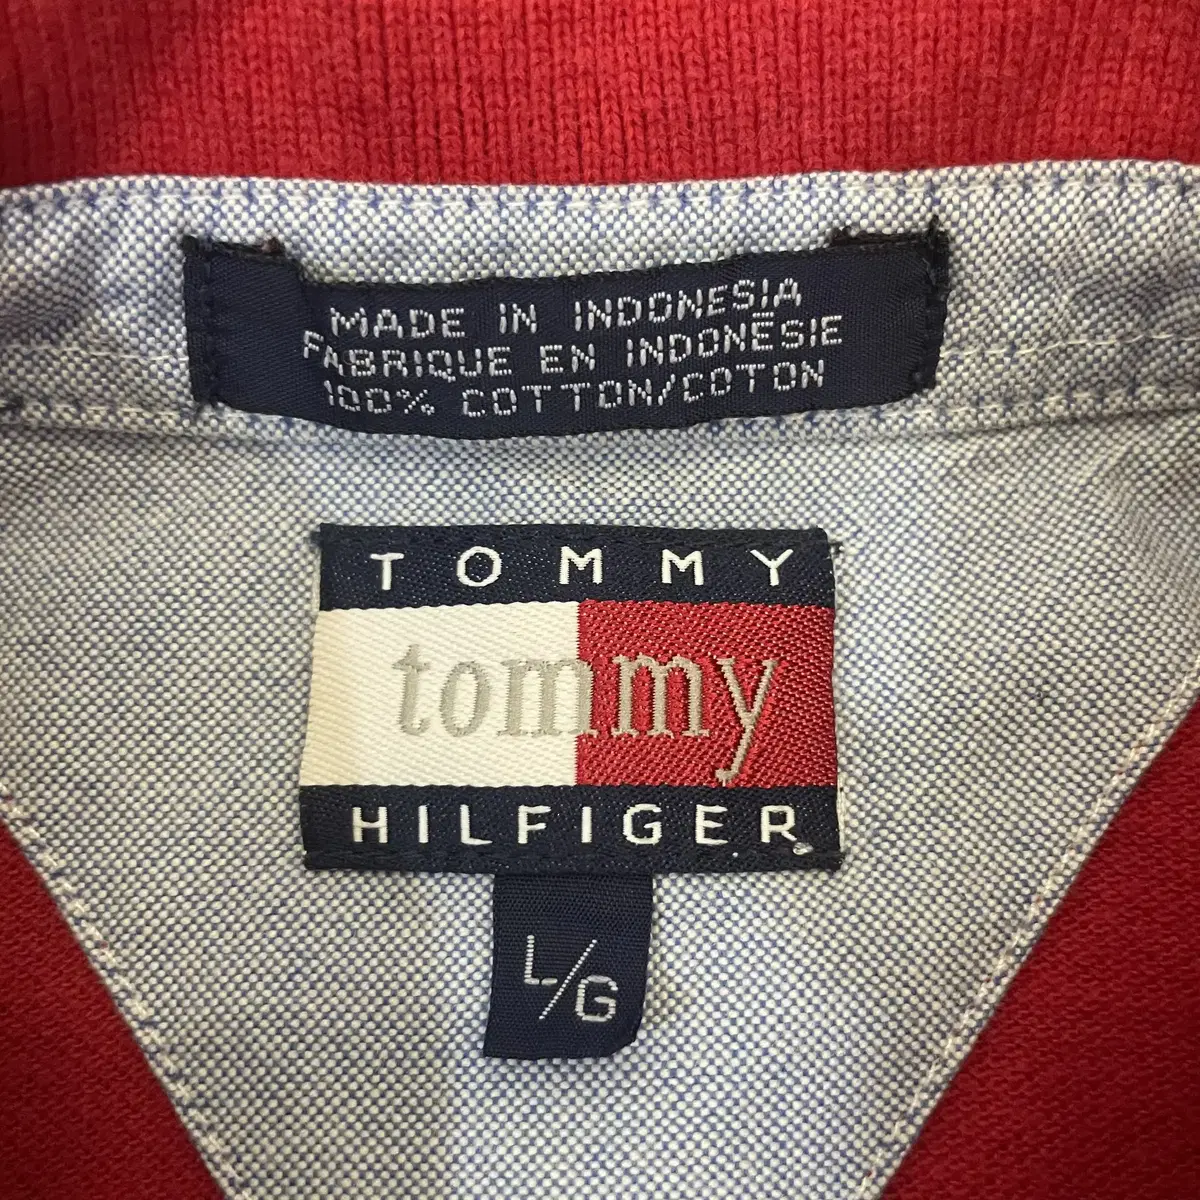 MADE IN INDONESIA
FABRIQUE EN INDONÉSIE
100% COTTON/COTON
TOMMY
tommy
HILFIGER
L/G